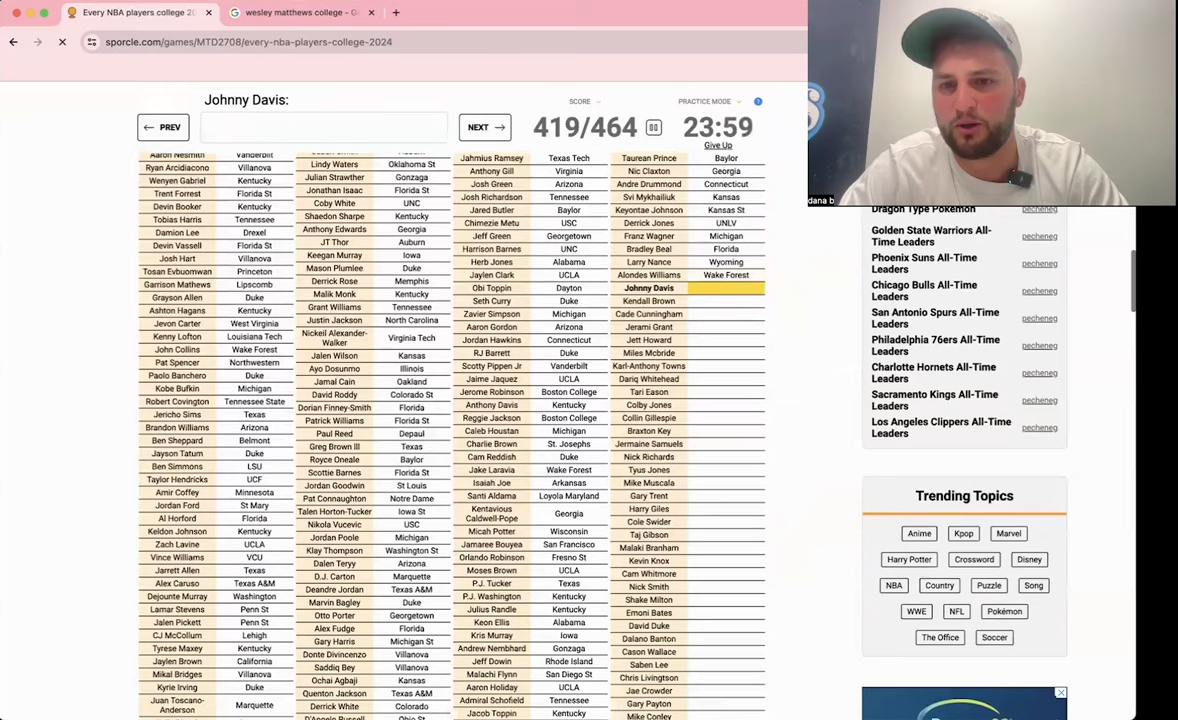 Every NBA players college 20
wesley matthews college - G
sporcle.com/games/MTD2708/every-nba-players-college-2024
Johnny Davis:
← PREV
NEXT →
SCORE
419/464
PRACTICE MODE
23:59
Give Up
dana b
Aaron Nesmith Vanderbilt
Ryan Arcidiacono Villanova
Wenyen Gabriel Kentucky
Trent Forrest Florida St
Devin Booker Kentucky
Tobias Harris Tennessee
Damion Lee Drexel
Devin Vassell Florida St
Josh Hart Villanova
Tosan Evbuomwan Princeton
Garrison Mathews Lipscomb
Grayson Allen Duke
Ashton Hagans Kentucky
Jevon Carter West Virginia
Kenny Lofton Louisiana Tech
John Collins Wake Forest
Pat Spencer Northwestern
Paolo Banchero Duke
Kobe Bufkin Michigan
Robert Covington Tennessee State
Jericho Sims Texas
Brandon Williams Arizona
Ben Sheppard Belmont
Jayson Tatum Duke
Ben Simmons LSU
Taylor Hendricks UCF
Amir Coffey Minnesota
Jordan Ford St Mary
Al Horford Florida
Keldon Johnson Kentucky
Zach Lavine UCLA
Vince Williams VCU
Jarrett Allen Texas
Alex Caruso Texas A&M
Dejounte Murray Washington
Lamar Stevens Penn St
Jalen Pickett Penn St
CJ McCollum Lehigh
Tyrese Maxey Kentucky
Jaylen Brown California
Mikal Bridges Villanova
Kyrie Irving Duke
Juan Toscano-
Anderson Marquette
Lindy Waters Oklahoma St
Julian Strawther Gonzaga
Jonathan Isaac Florida St
Coby White UNC
Shaedon Sharpe Kentucky
Anthony Edwards Georgia
JT Thor Auburn
Keegan Murray Iowa
Mason Plumlee Duke
Derrick Rose Memphis
Malik Monk Kentucky
Grant Williams Tennessee
Justin Jackson North Carolina
Nickeil Alexander-
Walker Virginia Tech
Jalen Wilson Kansas
Ayo Dosunmo Illinois
Jamal Cain Oakland
David Roddy Colorado St
Dorian Finney-Smith Florida
Patrick Williams Florida St
Paul Reed Depaul
Greg Brown III Texas
Royce Oneale Baylor
Scottie Barnes Florida St
Jordan Goodwin St Louis
Pat Connaughton Notre Dame
Talen Horton-Tucker Iowa St
Nikola Vucevic USC
Jordan Poole Michigan
Klay Thompson Washington St
Dalen Teryy Arizona
D.J. Carton Marquette
Deandre Jordan Texas A&M
Marvin Bagley Duke
Otto Porter Georgetown
Alex Fudge Florida
Gary Harris Michigan St
Donte Divincenzo Villanova
Saddiq Bey Villanova
Ochai Agbaji Kansas
Quenton Jackson Texas A&M
Derrick White Colorado
D'Angelo Russell Ohio St
Jahmius Ramsey Texas Tech
Anthony Gill Virginia
Josh Green Arizona
Josh Richardson Tennessee
Jared Butler Baylor
Chimezie Metu USC
Jeff Green Georgetown
Harrison Barnes UNC
Herb Jones Alabama
Jaylen Clark UCLA
Obi Toppin Dayton
Seth Curry Duke
Zavier Simpson Michigan
Aaron Gordon Arizona
Jordan Hawkins Connecticut
RJ Barrett Duke
Scotty Pippen Jr Vanderbilt
Jaime Jaquez UCLA
Jerome Robinson Boston College
Anthony Davis Kentucky
Reggie Jackson Boston College
Caleb Houstan Michigan
Charlie Brown St. Josephs
Cam Reddish Duke
Jake Laravia Wake Forest
Isaiah Joe Arkansas
Santi Aldama Loyola Maryland
Kentavious
Caldwell-Pope Georgia
Micah Potter Wisconsin
Jamaree Bouyea San Francisco
Orlando Robinson Fresno St
Moses Brown UCLA
P.J. Tucker Texas
P.J. Washington Kentucky
Julius Randle Kentucky
Keon Ellis Alabama
Kris Murray Iowa
Andrew Nembhard Gonzaga
Jeff Dowin Rhode Island
Malachi Flynn San Diego St
Aaron Holiday UCLA
Admiral Schofield Tennessee
Jacob Toppin Kentucky
Taurean Prince Baylor
Nic Claxton Georgia
Andre Drummond Connecticut
Svi Mykhailiuk Kansas
Keyontae Johnson Kansas St
Derrick Jones UNLV
Franz Wagner Michigan
Bradley Beal Florida
Larry Nance Wyoming
Alondes Williams Wake Forest
Johnny Davis
Kendall Brown
Cade Cunningham
Jerami Grant
Jett Howard
Miles Mcbride
Karl-Anthony Towns
Dariq Whitehead
Tari Eason
Colby Jones
Collin Gillespie
Braxton Key
Jermaine Samuels
Nick Richards
Tyus Jones
Mike Muscala
Gary Trent
Harry Giles
Cole Swider
Taj Gibson
Malaki Branham
Kevin Knox
Cam Whitmore
Nick Smith
Shake Milton
Emoni Bates
David Duke
Dalano Banton
Cason Wallace
Saben Lee
Chris Livingtson
Jae Crowder
Gary Payton
Mike Conley
Dragon Type Pokemon
Golden State Warriors All-
Time Leaders pecheneg
Phoenix Suns All-Time
Leaders pecheneg
Chicago Bulls All-Time
Leaders pecheneg
San Antonio Spurs All-Time
Leaders pecheneg
Philadelphia 76ers All-Time
Leaders pecheneg
Charlotte Hornets All-Time
Leaders pecheneg
Sacramento Kings All-Time
Leaders pecheneg
Los Angeles Clippers All-Time
Leaders pecheneg
Trending Topics
Anime Kpop Marvel
Harry Potter Crossword Disney
NBA Country Puzzle Song
WWE NFL Pokémon
The Office Soccer